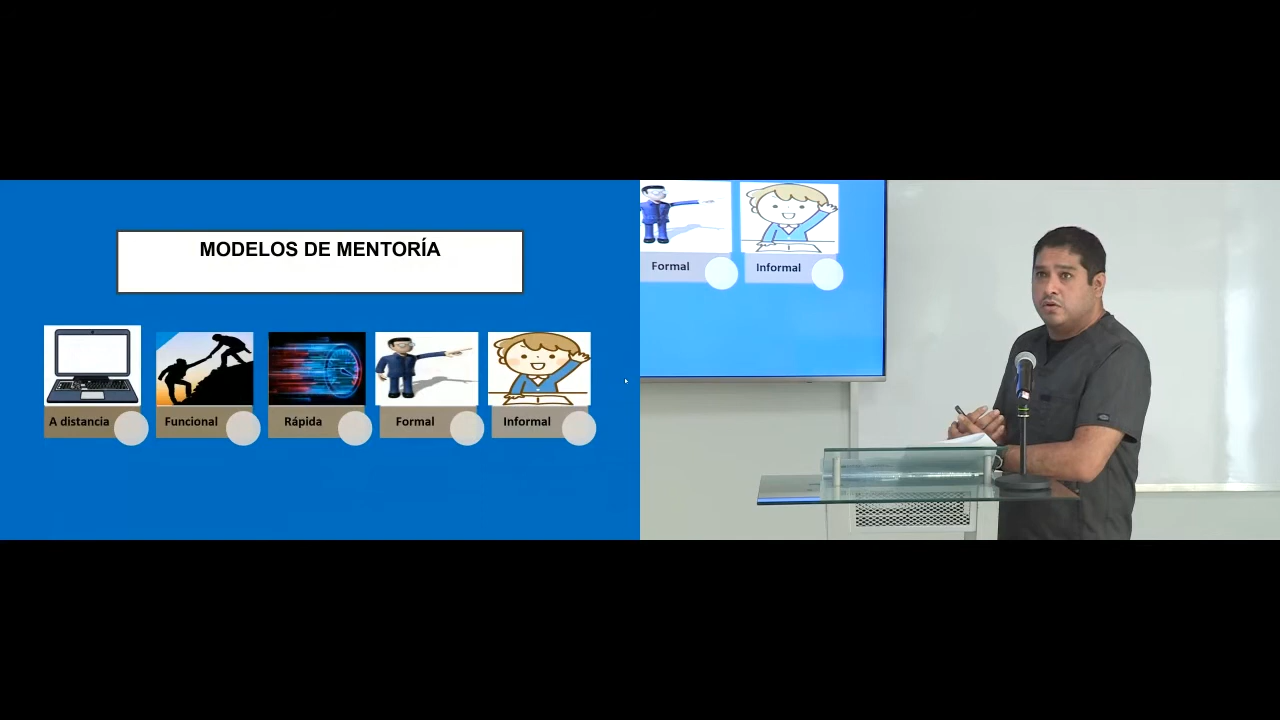 MODELOS DE MENTORÍA
A distancia
Funcional
Rápida
Formal
Informal
Formal
Informal